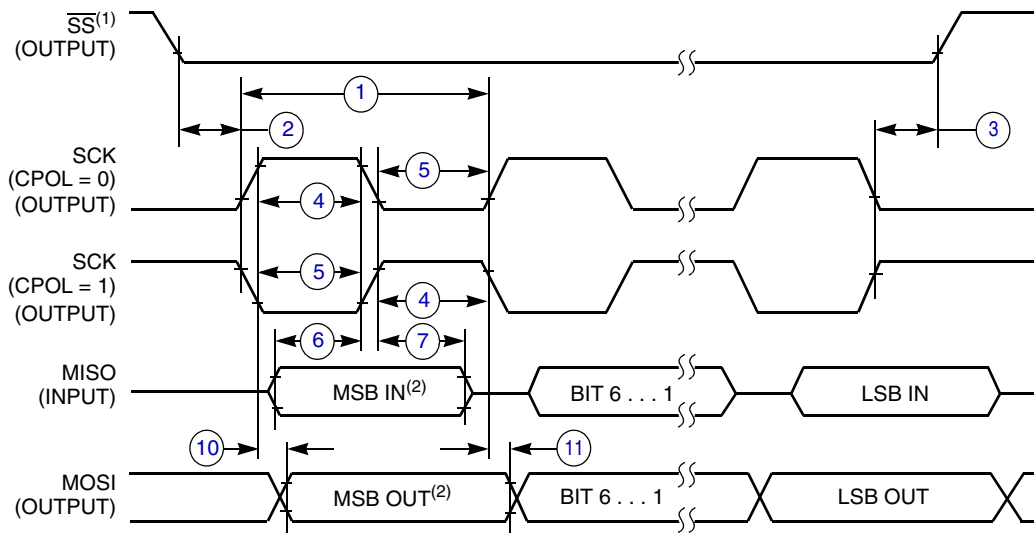 SS(1)
(OUTPUT)
1
2
3
SCK
(CPOL = 0)
(OUTPUT)
5
4
SCK
(CPOL = 1)
(OUTPUT)
5
4
6
7
MISO
(INPUT)
MSB IN(2)
BIT 6 . . . 1
LSB IN
10
11
MOSI
(OUTPUT)
MSB OUT(2)
BIT 6 . . . 1
LSB OUT